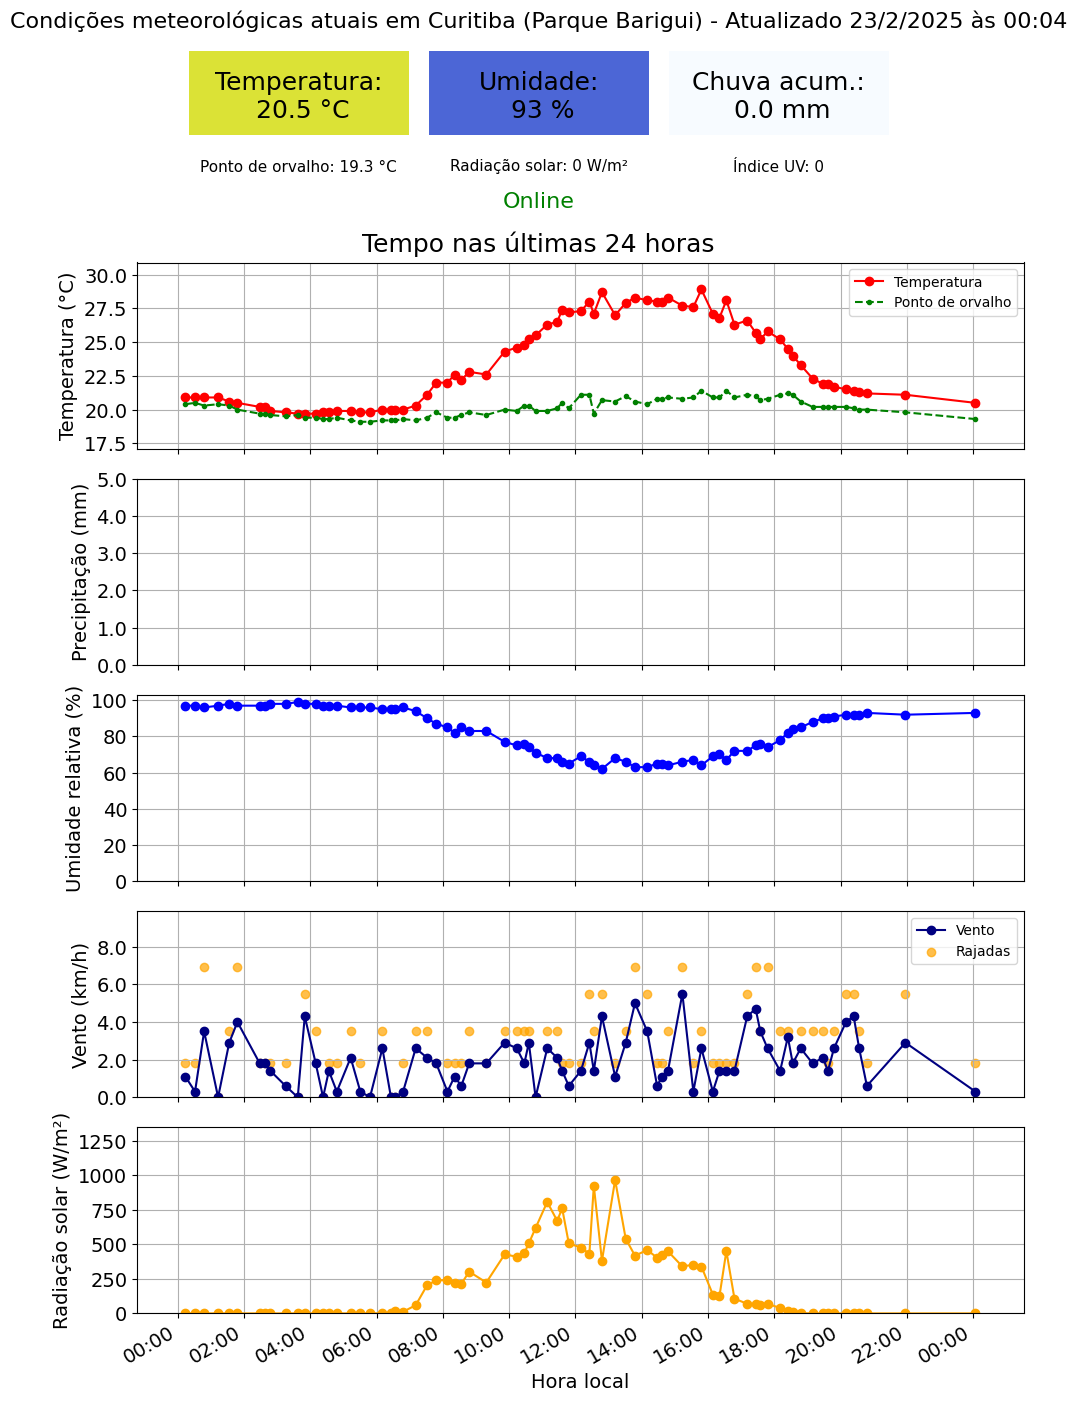 Condições meteorológicas atuais em Curitiba (Parque Barigui) - Atualizado 23/2/2025 às 00:04
Temperatura:
20.5 °C
Umidade:
93 %
Chuva acum.:
0.0 mm
Ponto de orvalho: 19.3 °C
Radiação solar: 0 W/m²
Índice UV: 0
Online
Tempo nas últimas 24 horas
Temperatura (°C)
30.0
27.5
25.0
22.5
20.0
17.5
Temperatura
Ponto de orvalho
Precipitação (mm)
5.0
4.0
3.0
2.0
1.0
0.0
Umidade relativa (%)
100
80
60
40
20
0
Vento (km/h)
8.0
6.0
4.0
2.0
0.0
Vento
Rajadas
Radiação solar (W/m²)
1250
1000
750
500
250
0
00:00
02:00
04:00
06:00
08:00
10:00
12:00
14:00
16:00
18:00
20:00
22:00
00:00
Hora local